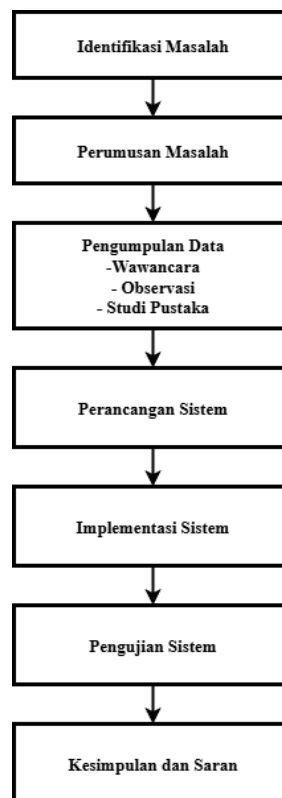 Identifikasi Masalah
Perumusan Masalah
Pengumpulan Data
-Wawancara
- Observasi
- Studi Pustaka
Perancangan Sistem
Implementasi Sistem
Pengujian Sistem
Kesimpulan dan Saran